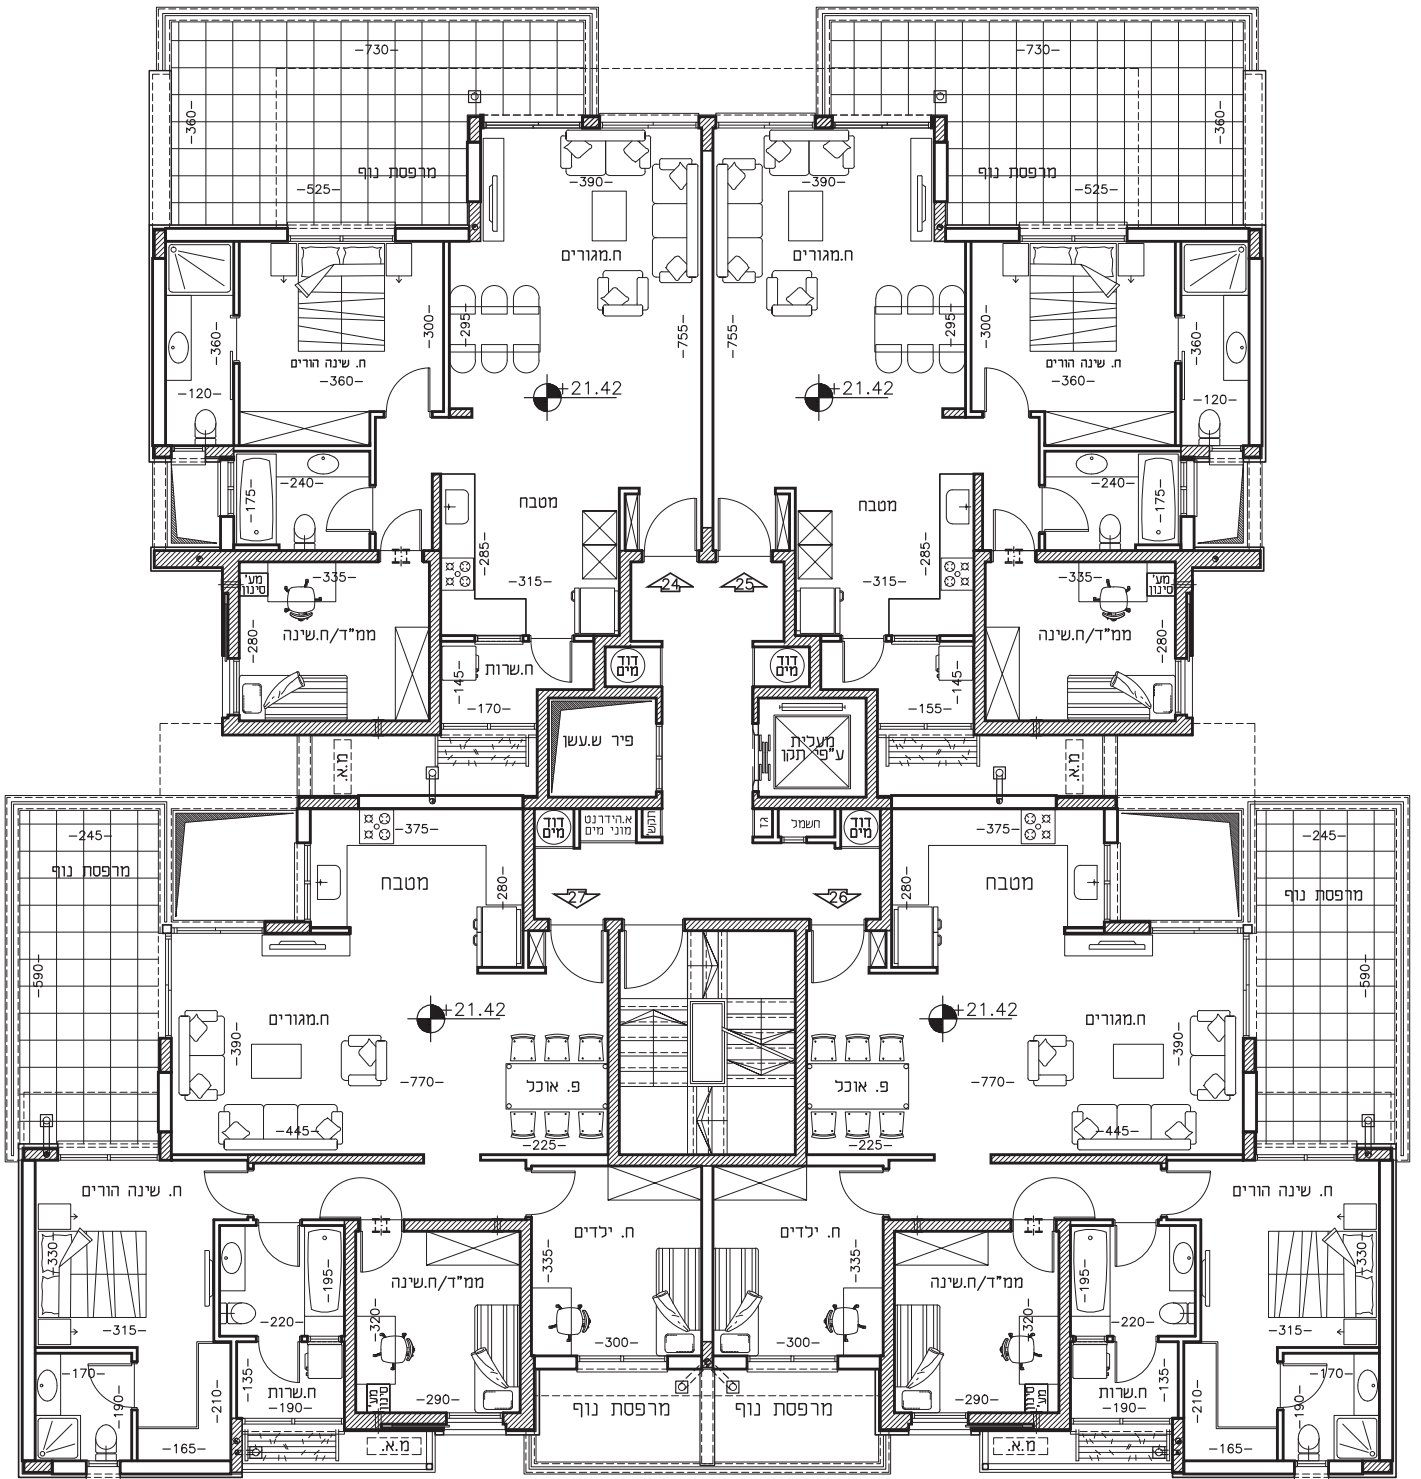 -730-
-730-
-360-
-360-
מרפסת נוף
-525-
-390-
-390-
מרפסת נוף
-525-
ח.מגורים
ח.מגורים
-360-
-300-
-295-
-755-
-755-
-295-
-300-
-360-
ח. שינה הורים
-360-
ח. שינה הורים
-360-
-120-
+21.42
+21.42
-120-
-175-
-240-
מטבח
מטבח
-240-
-175-
-285-
-315-
-285-
-315-
מע'
סינון
-335-
24
25
-335-
מע'
סינון
ממ"ד/ח.שינה
-280-
ממ"ד/ח.שינה
-280-
ח.שרות
-145-
-170-
דוד
מים
דוד
מים
-145-
-155-
פיר ש.עשן
מעלית
ע"פי תקן
מ.א.
מ.א.
-245-
-375-
דוד
מים
א.הידרנט
מוני מים
תקש'
גז
חשמל
דוד
מים
-375-
-245-
מרפסת נוף
מטבח
-280-
27
26
-280-
מטבח
מרפסת נוף
-590-
-590-
+21.42
+21.42
ח.מגורים
ח.מגורים
-390-
-390-
-770-
פ. אוכל
פ. אוכל
-770-
-445-
-225-
-225-
-445-
ח. שינה הורים
ח. שינה הורים
ח. ילדים
ח. ילדים
-330-
-330-
-195-
ממ"ד/ח.שינה
-335-
-335-
ממ"ד/ח.שינה
-195-
-315-
-220-
-320-
-300-
-300-
-320-
-220-
-315-
-170-
-190-
-210-
-135-
ח.שרות
-190-
מע'
סינון
-290-
-290-
מע'
סינון
ח.שרות
-190-
-135-
-210-
-170-
-190-
מרפסת נוף
מרפסת נוף
-165-
מ.א.
מ.א.
-165-